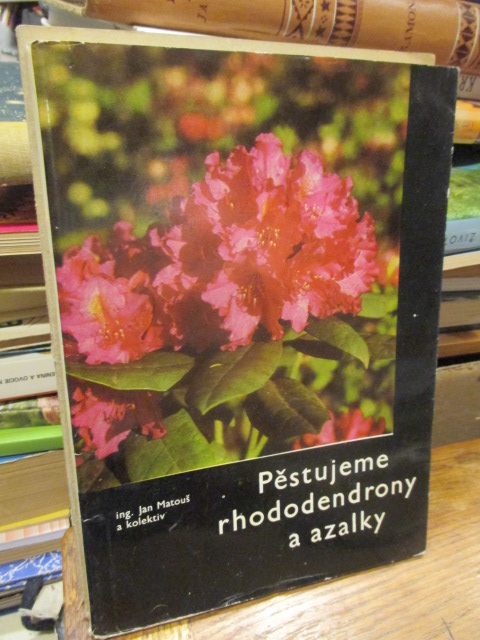 ing. Jan Matouš
a kolektiv
Pěstujeme
rhododendrony
a azalky